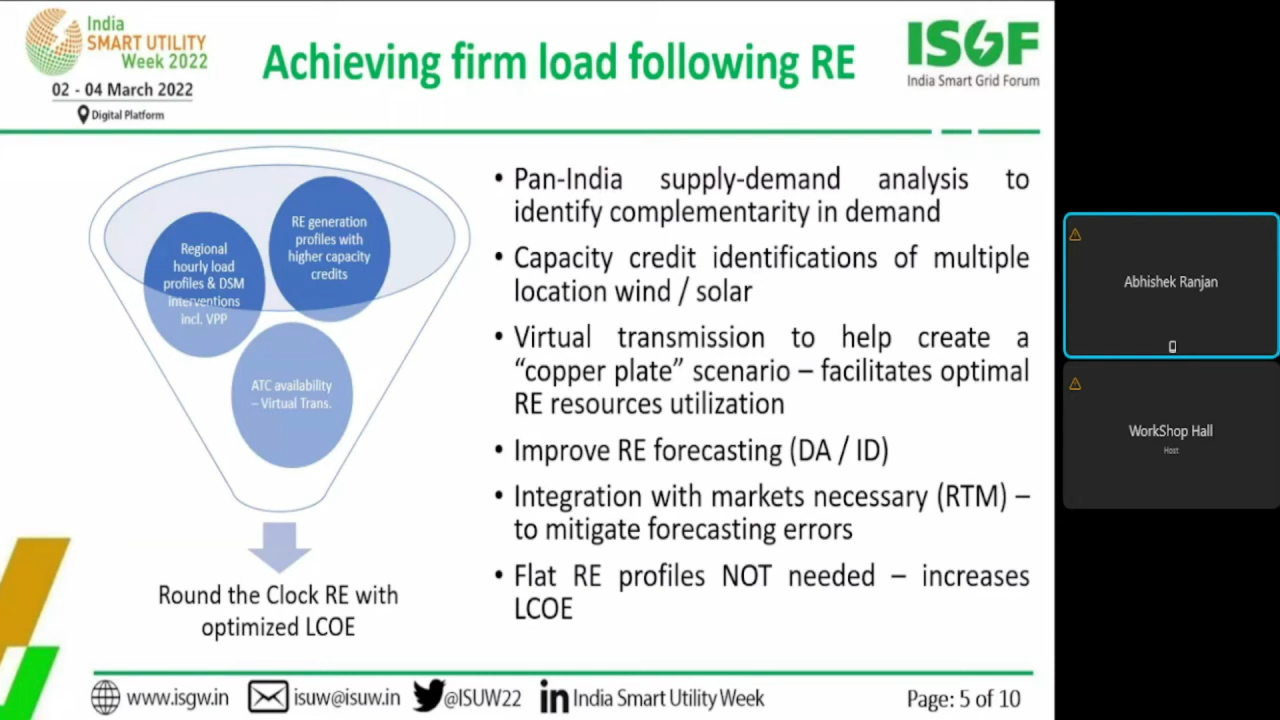 India
SMART UTILITY
Week 2022
02 - 04 March 2022
Digital Platform
Achieving firm load following RE
ISGF
India Smart Grid Forum
RE generation
profiles with
higher capacity
credits
Regional
hourly load
profiles & DSM
interventions
incl. VPP
ATC availability
– Virtual Trans.
Round the Clock RE with
optimized LCOE
• Pan-India supply-demand analysis to
identify complementarity in demand
• Capacity credit identifications of multiple
location wind / solar
• Virtual transmission to help create a
“copper plate” scenario – facilitates optimal
RE resources utilization
• Improve RE forecasting (DA / ID)
• Integration with markets necessary (RTM) –
to mitigate forecasting errors
• Flat RE profiles NOT needed – increases
LCOE
www.isgw.in
isuw@isuw.in
@ISUW22
in India Smart Utility Week
Page: 5 of 10
Abhishek Ranjan
WorkShop Hall
Host